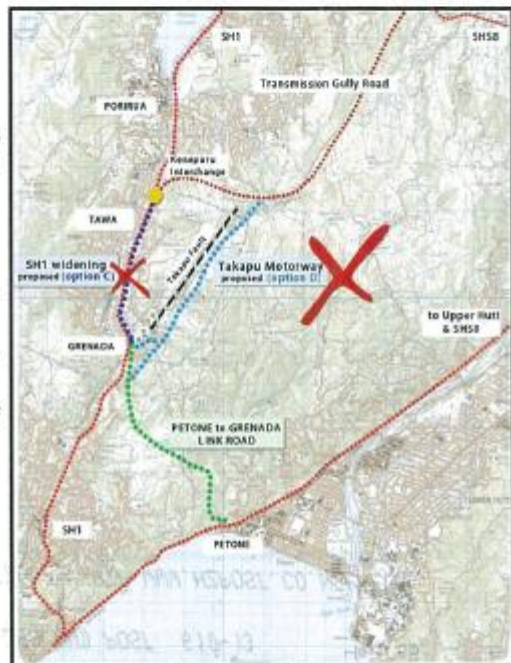 SH1
SH58
Transmission Gully Road
PORIRUA
Kenepuru
Interchange
TAWA
Takapu Fault
SH1 widening
proposed (option C)
Takapu Motorway
proposed (option D)
to Upper Hutt
& SH58
GRENADA
PETONE to GRENADA
LINK ROAD
SH1
PETONE